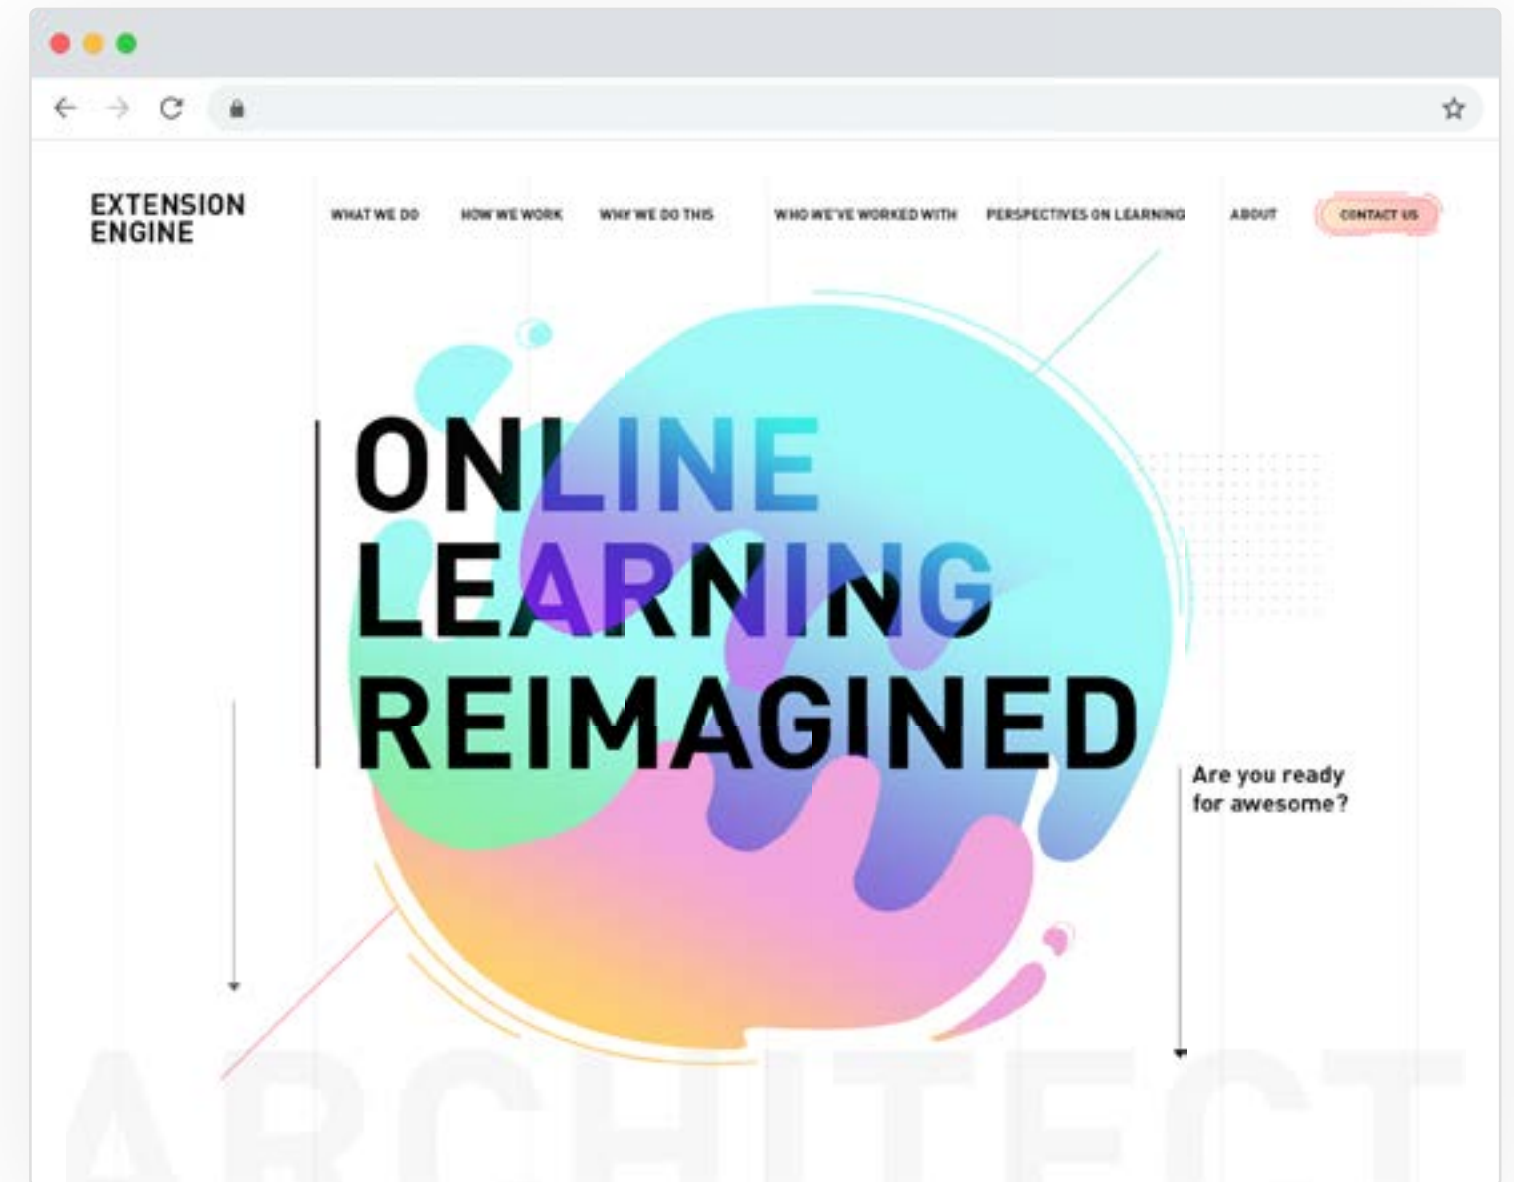 EXTENSION
ENGINE
WHAT WE DO HOW WE WORK WHY WE DO THIS WHO WE'VE WORKED WITH PERSPECTIVES ON LEARNING ABOUT CONTACT US
ONLINE
LEARNING
REIMAGINED
Are you ready
for awesome?
ARCHITECT